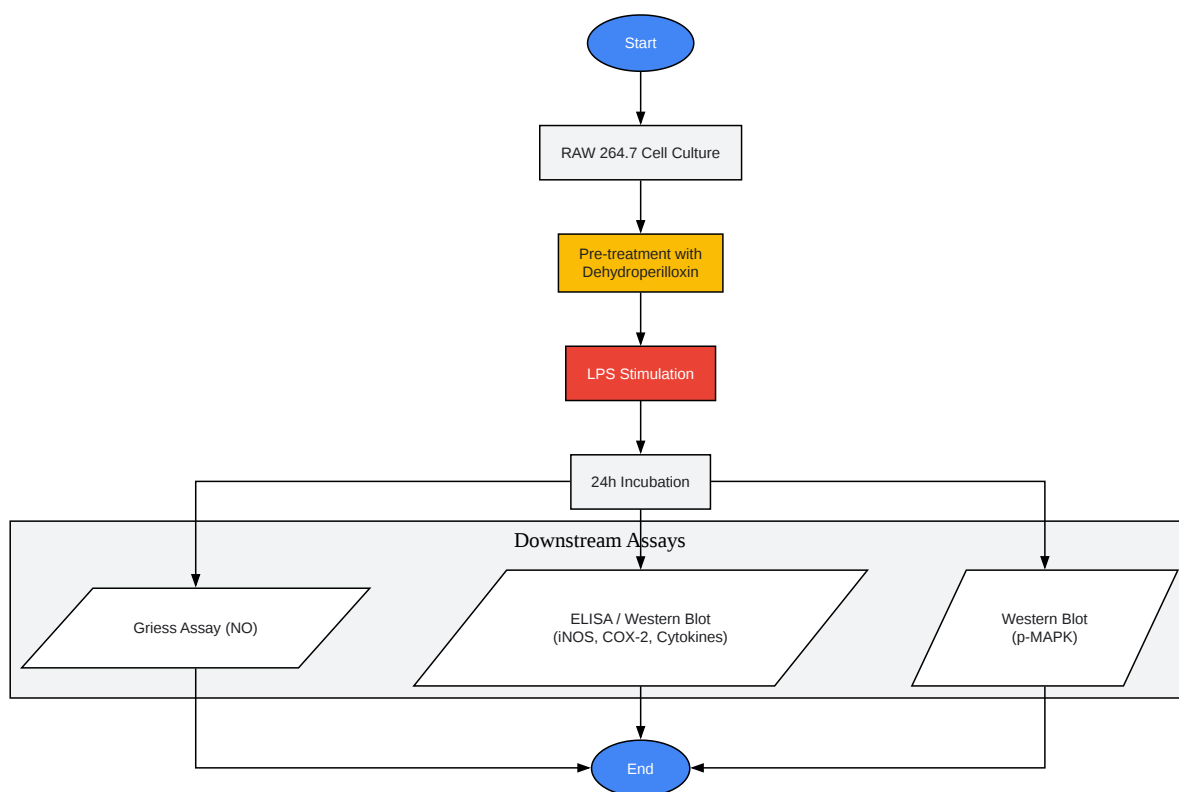 Start
RAW 264.7 Cell Culture
Pre-treatment with
Dehydroperilloxin
LPS Stimulation
24h Incubation
Downstream Assays
Griess Assay (NO)
ELISA / Western Blot
(iNOS, COX-2, Cytokines)
Western Blot
(p-MAPK)
End